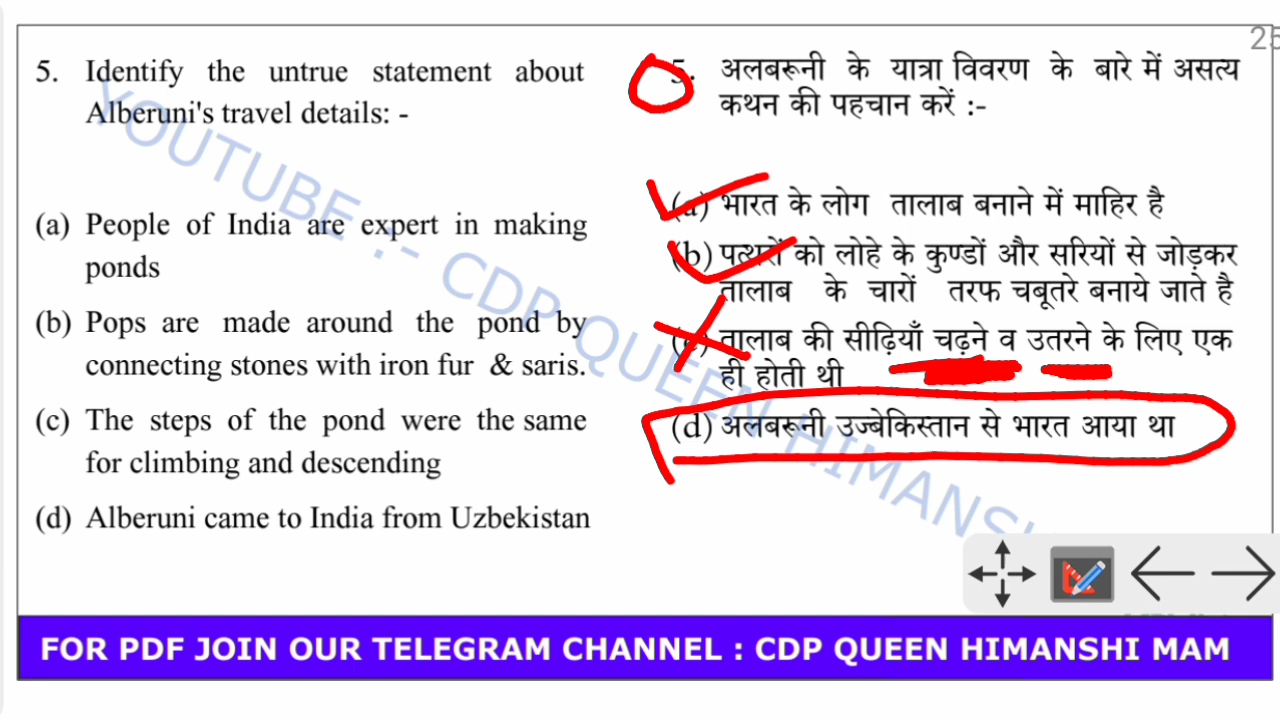 25
5. Identify the untrue statement about
Alberuni's travel details: -
(a) People of India are expert in making
ponds
(b) Pops are made around the pond by
connecting stones with iron fur & saris.
(c) The steps of the pond were the same
for climbing and descending
(d) Alberuni came to India from Uzbekistan
5. अलबरूनी के यात्रा विवरण के बारे में असत्य
कथन की पहचान करें :-
(a) भारत के लोग तालाब बनाने में माहिर है
(b) पत्थरों को लोहे के कुण्डों और सरियों से जोड़कर
तालाब के चारों तरफ चबूतरे बनाये जाते है
(c) तालाब की सीढ़ियाँ चढ़ने व उतरने के लिए एक
ही होती थी
(d) अलबरूनी उज्बेकिस्तान से भारत आया था
YOUTUBE :- CDP QUEEN HIMANSHI
FOR PDF JOIN OUR TELEGRAM CHANNEL : CDP QUEEN HIMANSHI MAM